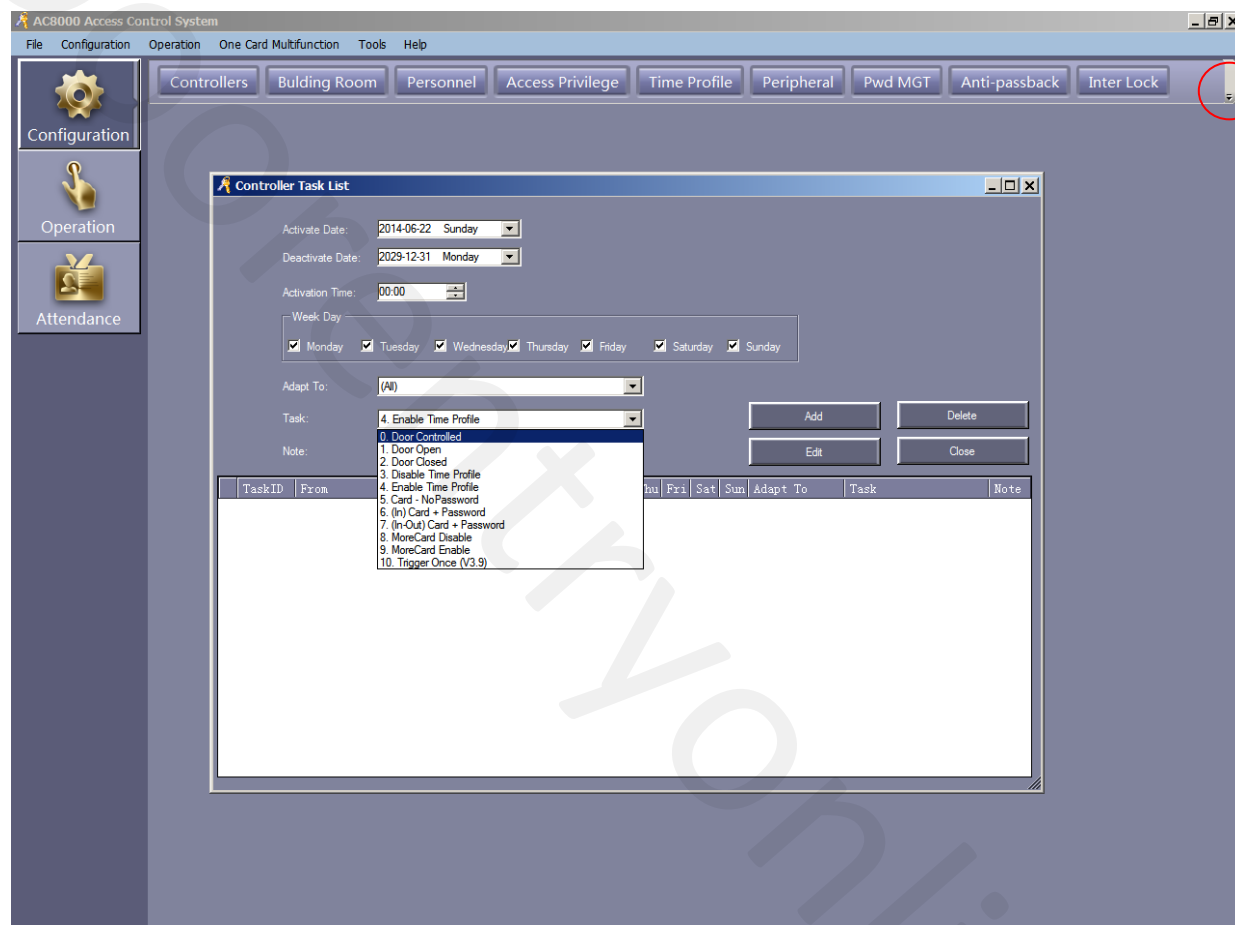 AC8000 Access Control System
File Configuration Operation One Card Multifunction Tools Help
Controllers Bulding Room Personnel Access Privilege Time Profile Peripheral Pwd MGT Anti-passback Inter Lock
Configuration
Operation
Attendance
Controller Task List
Activate Date: 2014-06-22 Sunday
Deactivate Date: 2029-12-31 Monday
Activation Time: 00:00
Week Day
Monday Tuesday Wednesday Thursday Friday Saturday Sunday
Adapt To: (All)
Task: 4. Enable Time Profile Add Delete
Note: Edit Close
0. Door Controlled
1. Door Open
2. Door Closed
3. Disable Time Profile
4. Enable Time Profile
5. Card - NoPassword
6. (In) Card + Password
7. (In-Out) Card + Password
8. MoreCard Disable
9. MoreCard Enable
10. Trigger Once (V3.9)
TaskID From hu Fri Sat Sun Adapt To Task Note